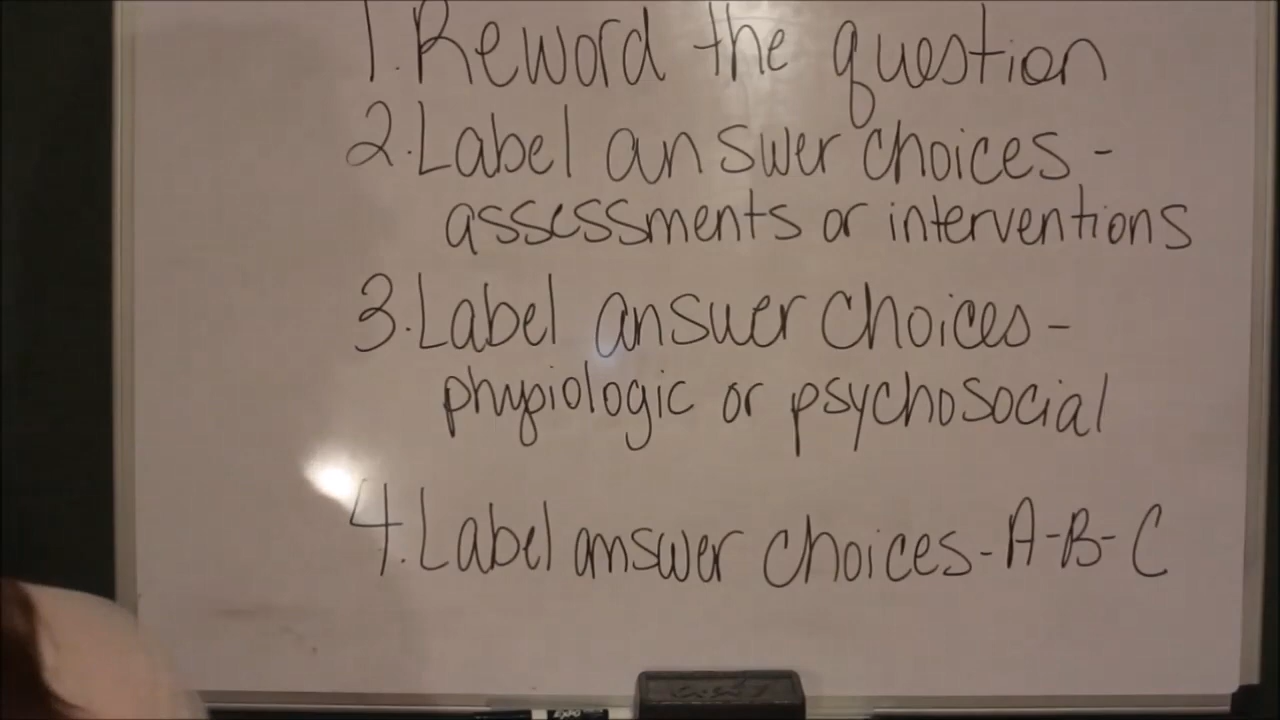 1. Reword the question
2. Label answer choices -
assessments or interventions
3. Label answer choices -
physiologic or psychosocial
4. Label answer choices - A-B-C
EXPO